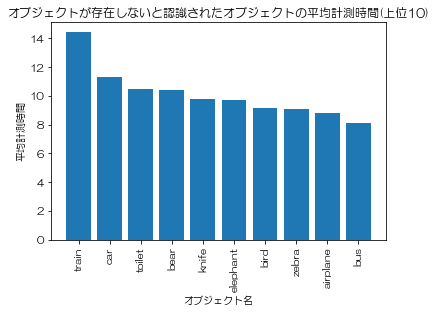 オブジェクトが存在しないと認識されたオブジェクトの平均計測時間(上位10)
平均計測時間
14
12
10
8
6
4
2
0
train
car
toilet
bear
knife
elephant
bird
zebra
airplane
bus
オブジェクト名